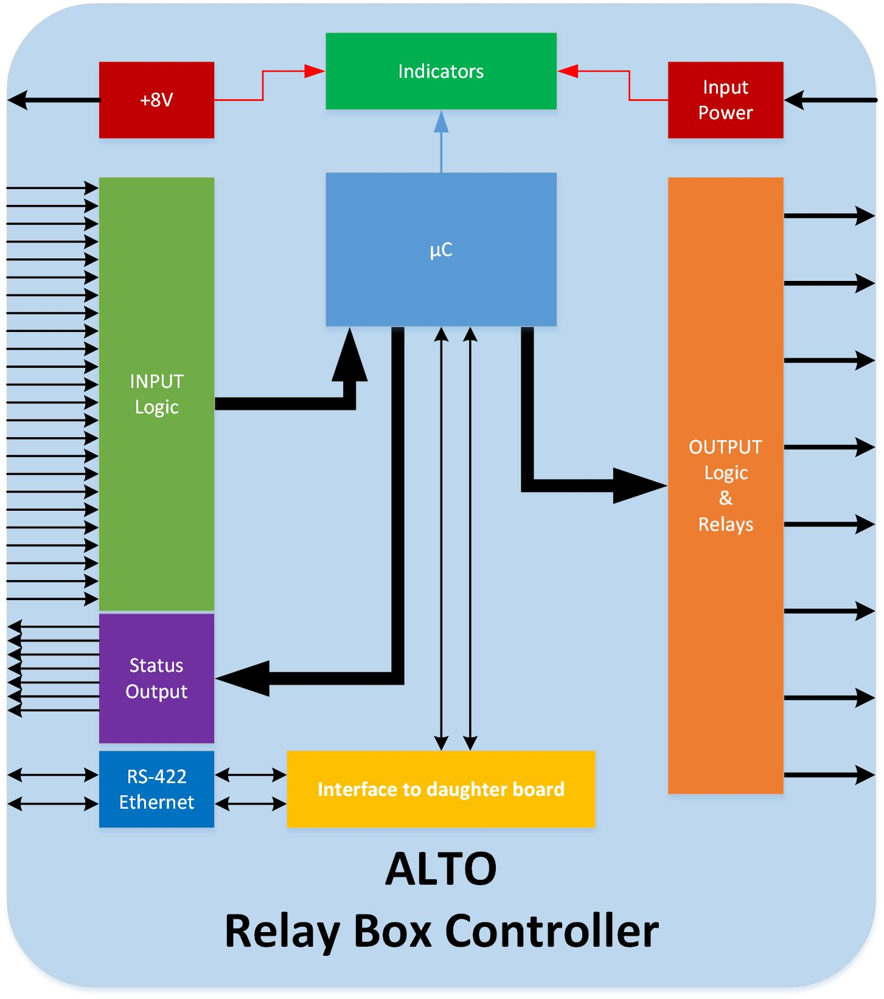 Indicators
+8V
Input
Power
µC
INPUT
Logic
OUTPUT
Logic
&
Relays
Status
Output
RS-422
Ethernet
Interface to daughter board
ALTO
Relay Box Controller